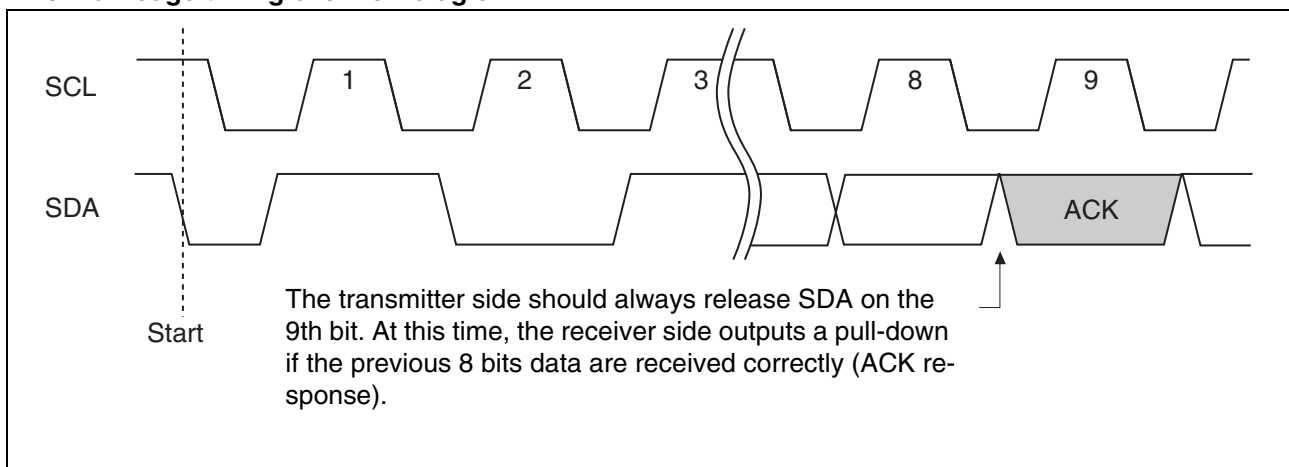 SCL 1 2 3 8 9
SDA ACK
Start
The transmitter side should always release SDA on the
9th bit. At this time, the receiver side outputs a pull-down
if the previous 8 bits data are received correctly (ACK re-
sponse).